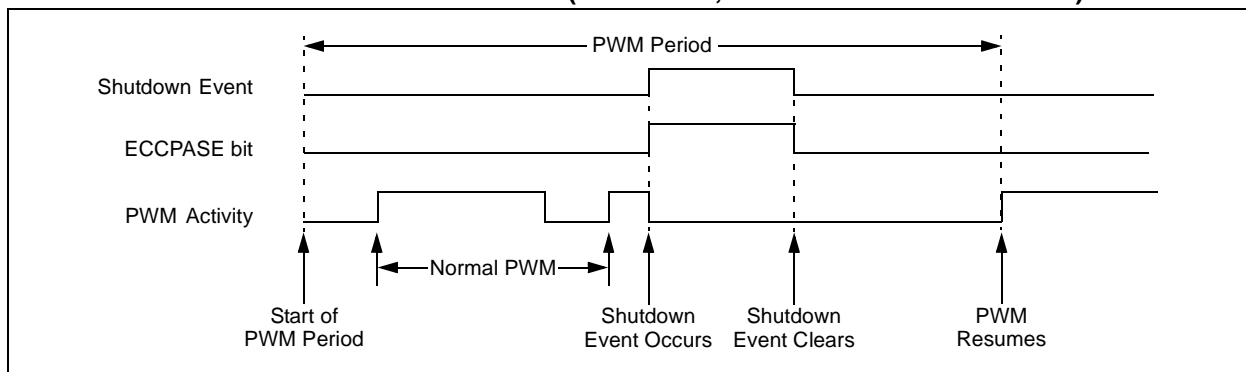 PWM Period
Shutdown Event
ECCPASE bit
PWM Activity
Normal PWM
Start of
PWM Period
Shutdown
Event Occurs
Shutdown
Event Clears
PWM
Resumes